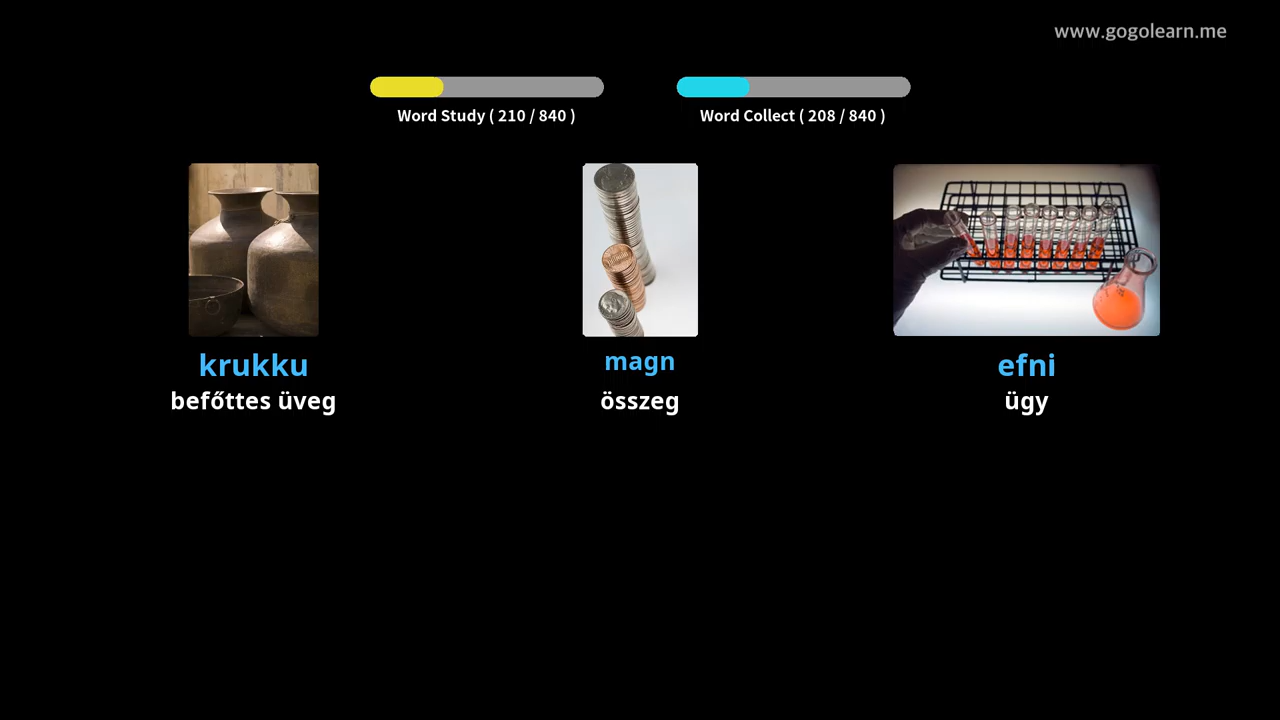 www.gogolearn.me
Word Study ( 210 / 840 )
Word Collect ( 208 / 840 )
krukku
magn
efni
befőttes üveg
összeg
ügy